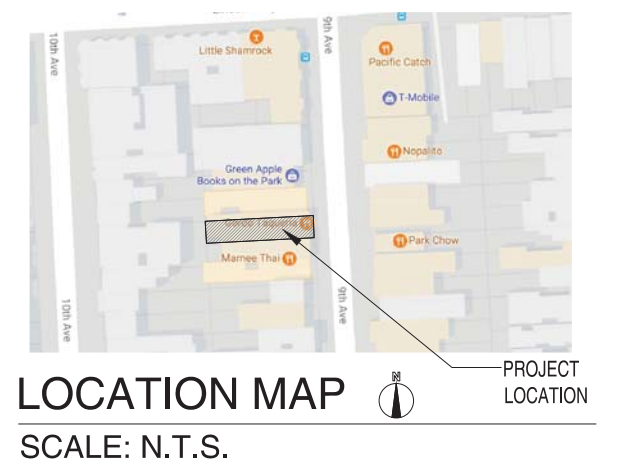 10th Ave
9th Ave
Little Shamrock
Pacific Catch
T-Mobile
Nopalito
Green Apple
Books on the Park
Taqueria
Park Chow
Marnee Thai
10th Ave
9th Ave
PROJECT
LOCATION
LOCATION MAP
N
SCALE: N.T.S.